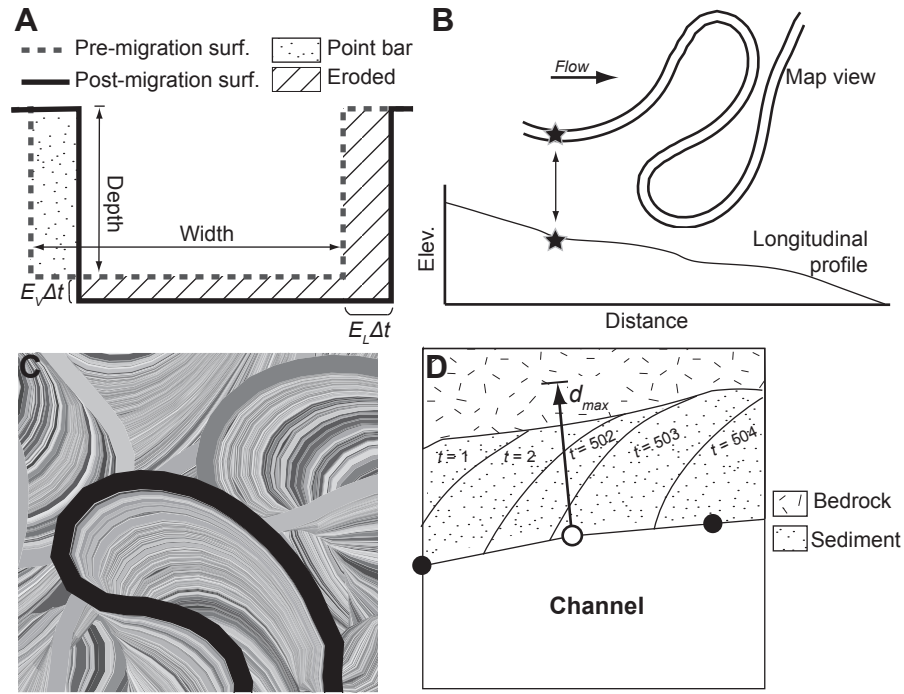 A
Pre-migration surf.
Point bar
Post-migration surf.
Eroded
Depth
Width
E_VΔt
E_LΔt
B
Flow
Map view
Elev.
Longitudinal
profile
Distance
C
D
d_max
t = 1
t = 2
t = 502
t = 503
t = 504
Bedrock
Sediment
Channel